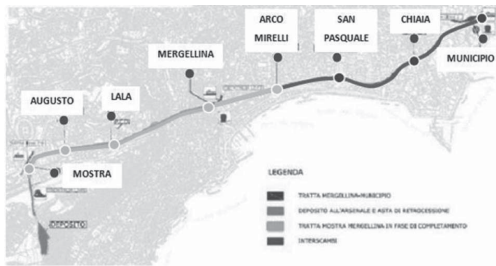 ARCO
MIRELLI
SAN
PASQUALE
CHIAIA
MERGELLINA
MUNICIPIO
AUGUSTO
LALA
MOSTRA
DEPOSITO
LEGENDA
TRATTA MERGELLINA-MUNICIPIO
DEPOSITO ALL'ARSENALE E ASTA DI RETROCESSIONE
TRATTA MOSTRA MERGELLINA IN FASE DI COMPLETAMENTO
INTERSCAMBI